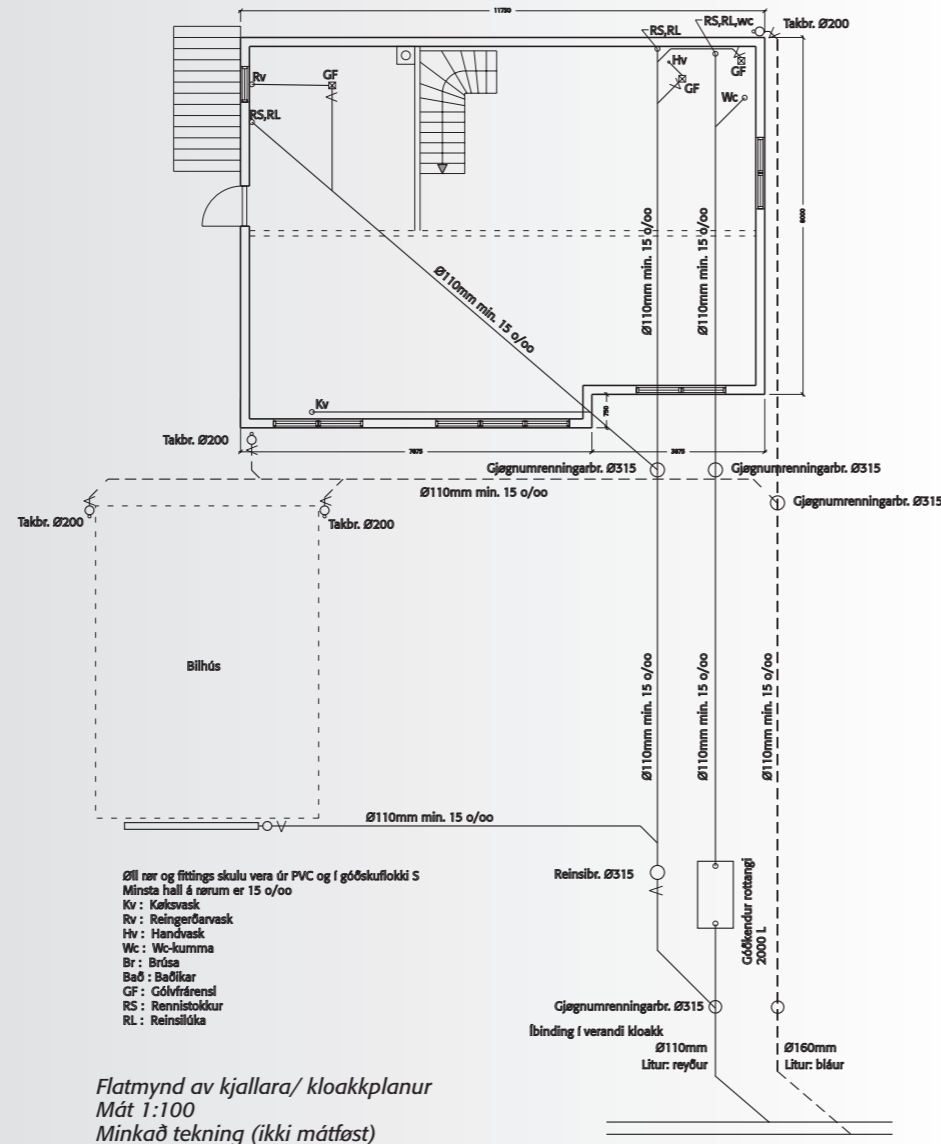 11750
Takbr. Ø200
RS,RL,wc
RS,RL
Rv
GF
Hv
GF
GF
Wc
RS,RL
Ø110mm min. 15 o/oo
Ø110mm min. 15 o/oo
Ø110mm min. 15 o/oo
Kv
750
Takbr. Ø200
7875
3875
Gjøgnumrenningarbr. Ø315
Gjøgnumrenningarbr. Ø315
Ø110mm min. 15 o/oo
Gjøgnumrenningarbr. Ø315
Takbr. Ø200
Takbr. Ø200
Bilhús
Ø110mm min. 15 o/oo
Ø110mm min. 15 o/oo
Ø110mm min. 15 o/oo
Ø110mm min. 15 o/oo
Øll rør og fittings skulu vera úr PVC og í góðskuflokki S
Minsta hall á rørum er 15 o/oo
Kv : Køksvask
Rv : Reingerðarvask
Hv : Handvask
Wc : Wc-kumma
Br : Brúsa
Bað : Baðikar
GF : Gólvfrárensl
RS : Rennistokkur
RL : Reinsilúka
Reinsibr. Ø315
Góðkendur rottangi
2000 L
Gjøgnumrenningarbr. Ø315
Íbinding í verandi kloakk
Ø110mm
Litur: reyður
Ø160mm
Litur: bláur
Flatmynd av kjallara/ kloakkplanur
Mát 1:100
Minkað tekning (ikki mátføst)